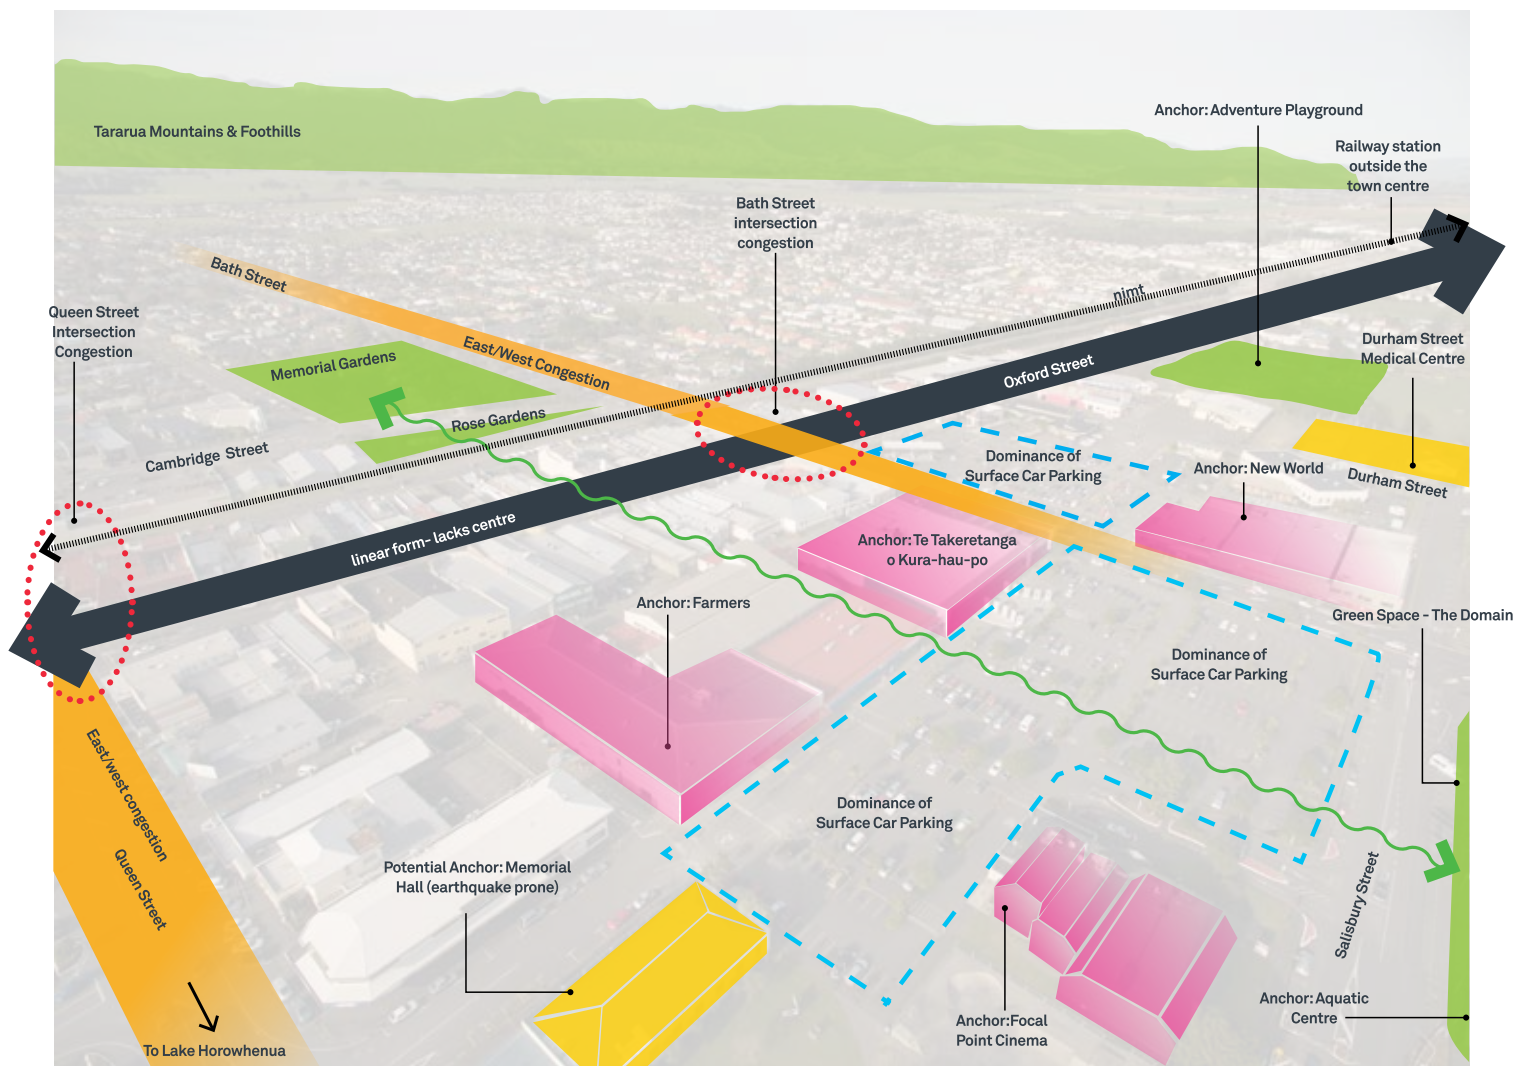 Tararua Mountains & Foothills
Anchor: Adventure Playground
Railway station
outside the
town centre
Bath Street
intersection
congestion
Bath Street
Queen Street
Intersection
Congestion
nimt
East/West Congestion
Memorial Gardens
Oxford Street
Durham Street
Medical Centre
Rose Gardens
Cambridge Street
Dominance of
Surface Car Parking
Anchor: New World
Durham Street
linear form- lacks centre
Anchor: Te Takeretanga
o Kura-hau-po
Anchor: Farmers
Green Space - The Domain
Dominance of
Surface Car Parking
East/west congestion
Dominance of
Surface Car Parking
Queen Street
Potential Anchor: Memorial
Hall (earthquake prone)
Salisbury Street
Anchor: Aquatic
Centre
Anchor: Focal
Point Cinema
To Lake Horowhenua